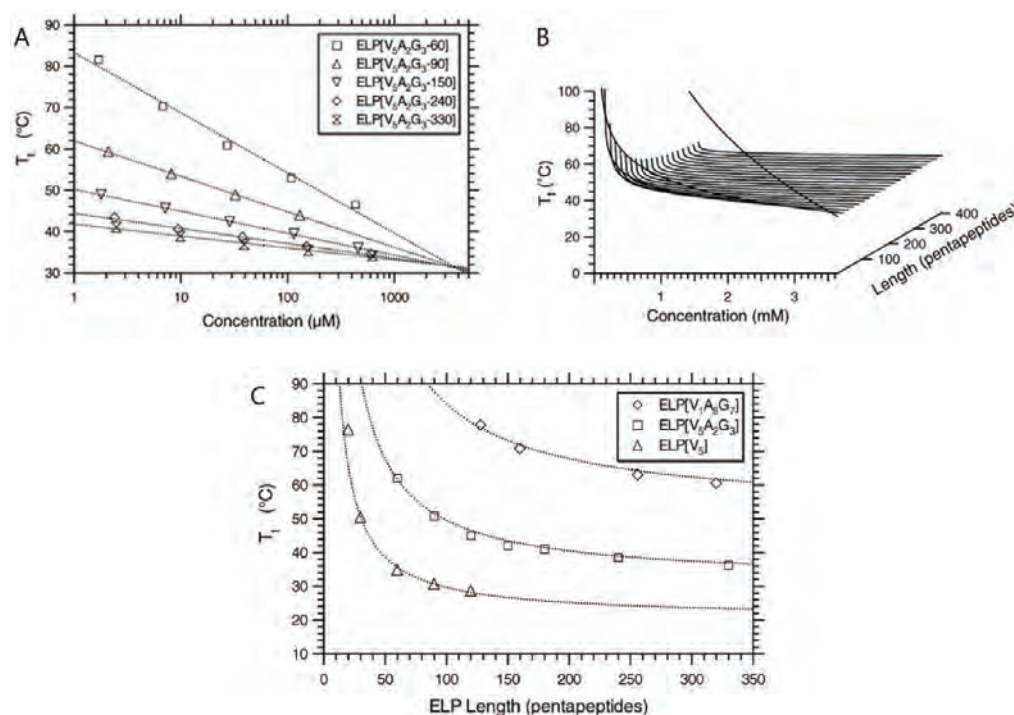 A
90
80
70
60
50
40
30
Tt (°C)
1
10
100
1000
Concentration (μM)
ELP[V5A2G3-60]
ELP[V5A2G3-90]
ELP[V5A2G3-150]
ELP[V5A2G3-240]
ELP[V5A2G3-330]
B
100
80
60
40
20
0
Tt (°C)
0
1
2
3
Concentration (mM)
100
200
300
400
Length (pentapeptides)
C
90
80
70
60
50
40
30
20
10
Tt (°C)
0
50
100
150
200
250
300
350
ELP Length (pentapeptides)
ELP[V1A8G7]
ELP[V5A2G3]
ELP[V5]